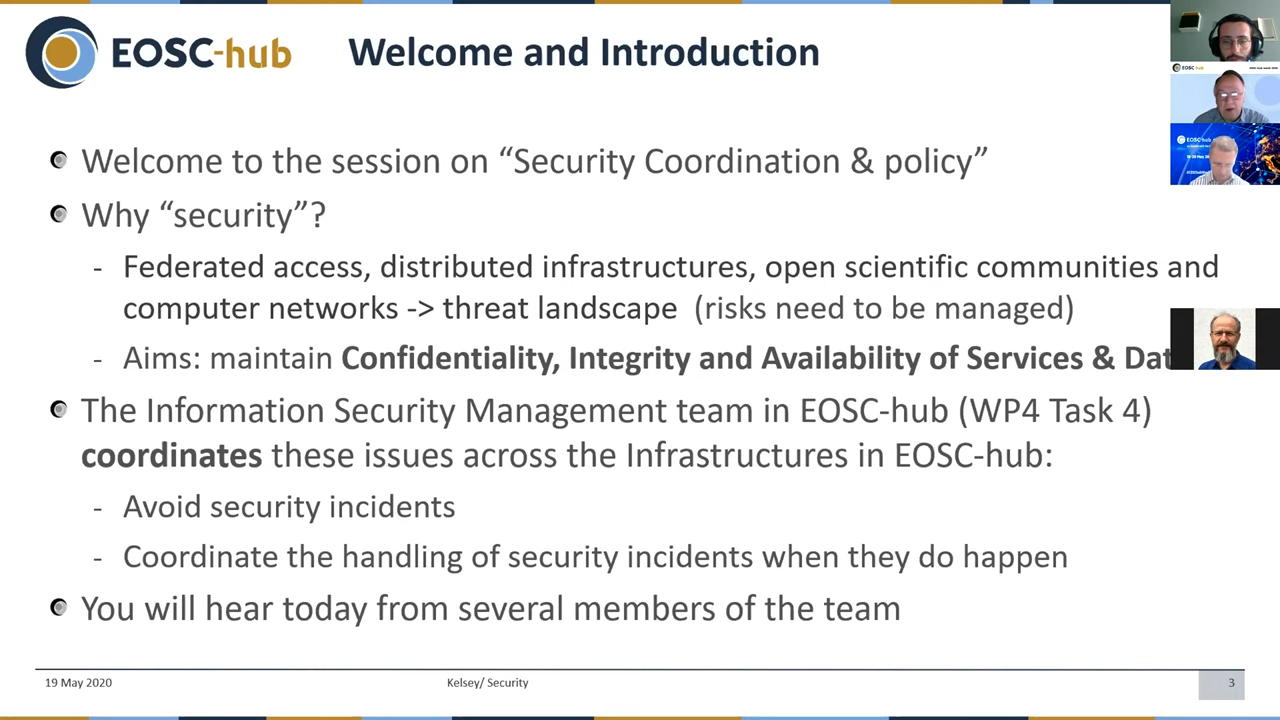 EOSC-hub
Welcome and Introduction
Welcome to the session on “Security Coordination & policy”
Why “security”?
- Federated access, distributed infrastructures, open scientific communities and
computer networks -> threat landscape (risks need to be managed)
- Aims: maintain Confidentiality, Integrity and Availability of Services & Dat
The Information Security Management team in EOSC-hub (WP4 Task 4)
coordinates these issues across the Infrastructures in EOSC-hub:
- Avoid security incidents
- Coordinate the handling of security incidents when they do happen
You will hear today from several members of the team
19 May 2020
Kelsey/ Security
3
EOSC-hub